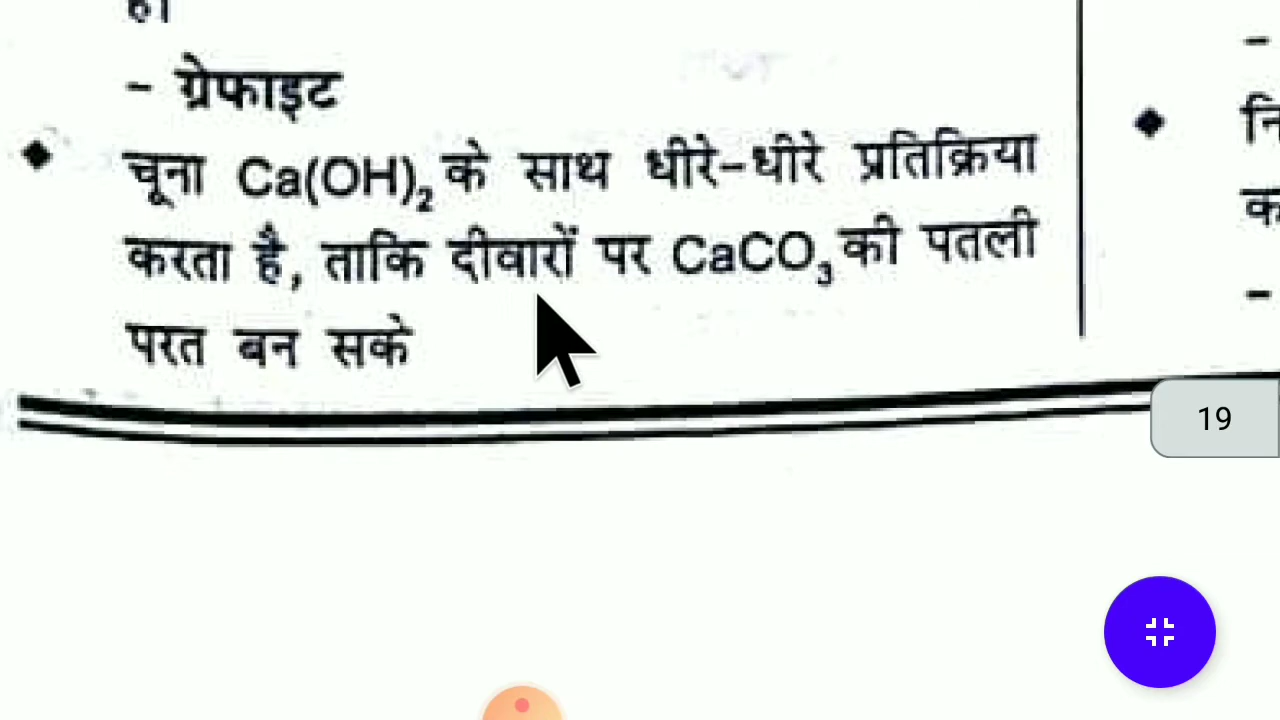 है।
- ग्रेफाइट
चूना Ca(OH)₂ के साथ धीरे-धीरे प्रतिक्रिया
करता है, ताकि दीवारों पर CaCO₃ की पतली
परत बन सके
-
-
19